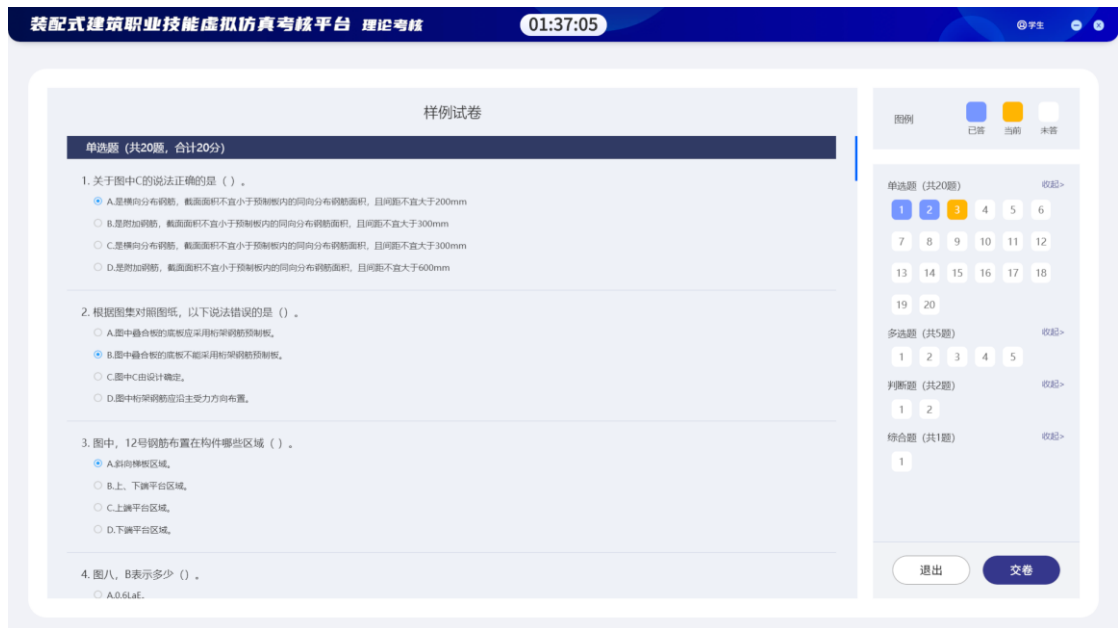 装配式建筑职业技能虚拟仿真考核平台 理论考核
01:37:05
学生
样例试卷
单选题（共20题，合计20分）
1. 关于图中C的说法正确的是（ ）。
A.是横向分布钢筋，截面面积不宜小于预制板内的同向分布钢筋面积，且间距不宜大于200mm
B.是附加钢筋，截面面积不宜小于预制板内的同向分布钢筋面积，且间距不宜大于300mm
C.是横向分布钢筋，截面面积不宜小于预制板内的同向分布钢筋面积，且间距不宜大于300mm
D.是附加钢筋，截面面积不宜小于预制板内的同向分布钢筋面积，且间距不宜大于600mm
2. 根据图集对照图纸，以下说法错误的是（）。
A.图中叠合板的底板应采用桁架钢筋预制板。
B.图中叠合板的底板不能采用桁架钢筋预制板。
C.图中C由设计确定。
D.图中桁架钢筋应沿主受力方向布置。
3. 图中，12号钢筋布置在构件哪些区域（ ）。
A.斜向梯板区域。
B.上、下端平台区域。
C.上端平台区域。
D.下端平台区域。
4. 图八，B表示多少（）。
A.0.6LaE。
图例
已答 当前 未答
单选题（共20题） 收起>
1 2 3 4 5 6
7 8 9 10 11 12
13 14 15 16 17 18
19 20
多选题（共5题） 收起>
1 2 3 4 5
判断题（共2题） 收起>
1 2
综合题（共1题） 收起>
1
退出 交卷